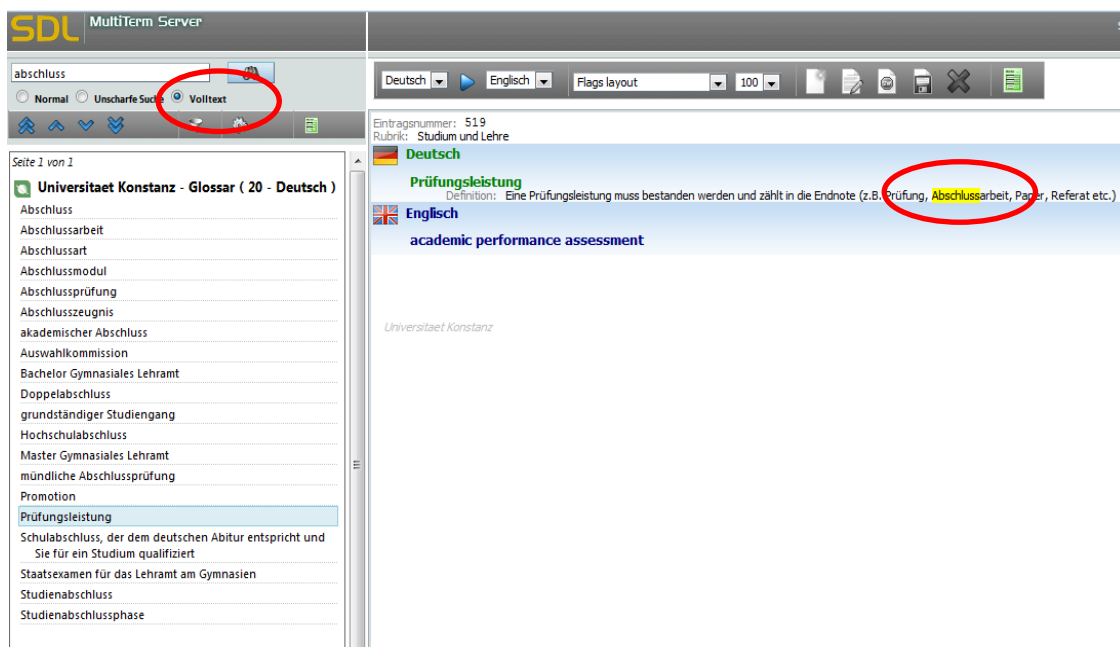 SDL MultiTerm Server
abschluss
Normal Unscharfe Suche Volltext
Seite 1 von 1
Universitaet Konstanz - Glossar ( 20 - Deutsch )
Abschluss
Abschlussarbeit
Abschlussart
Abschlussmodul
Abschlussprüfung
Abschlusszeugnis
akademischer Abschluss
Auswahlkommission
Bachelor Gymnasiales Lehramt
Doppelabschluss
grundständiger Studiengang
Hochschulabschluss
Master Gymnasiales Lehramt
mündliche Abschlussprüfung
Promotion
Prüfungsleistung
Schulabschluss, der dem deutschen Abitur entspricht und
Sie für ein Studium qualifiziert
Staatsexamen für das Lehramt am Gymnasien
Studienabschluss
Studienabschlussphase
Deutsch Englisch Flags layout 100
Eintragsnummer: 519
Rubrik: Studium und Lehre
Deutsch
Prüfungsleistung
Definition: Eine Prüfungsleistung muss bestanden werden und zählt in die Endnote (z.B. Prüfung, Abschlussarbeit, Paper, Referat etc.)
Englisch
academic performance assessment
Universitaet Konstanz